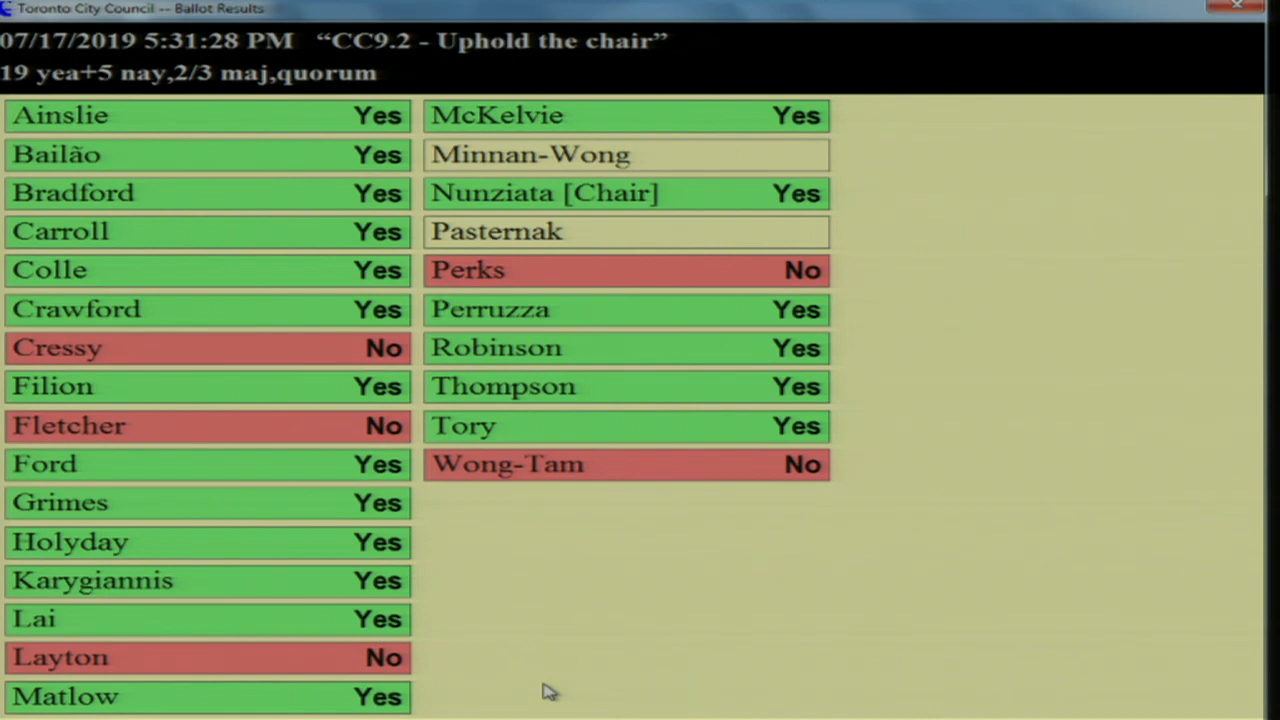 Toronto City Council -- Ballot Results
07/17/2019 5:31:28 PM “CC9.2 - Uphold the chair”
19 yea+5 nay,2/3 maj,quorum
Ainslie Yes
Bailão Yes
Bradford Yes
Carroll Yes
Colle Yes
Crawford Yes
Cressy No
Filion Yes
Fletcher No
Ford Yes
Grimes Yes
Holyday Yes
Karygiannis Yes
Lai Yes
Layton No
Matlow Yes
McKelvie Yes
Minnan-Wong
Nunziata [Chair] Yes
Pasternak
Perks No
Perruzza Yes
Robinson Yes
Thompson Yes
Tory Yes
Wong-Tam No